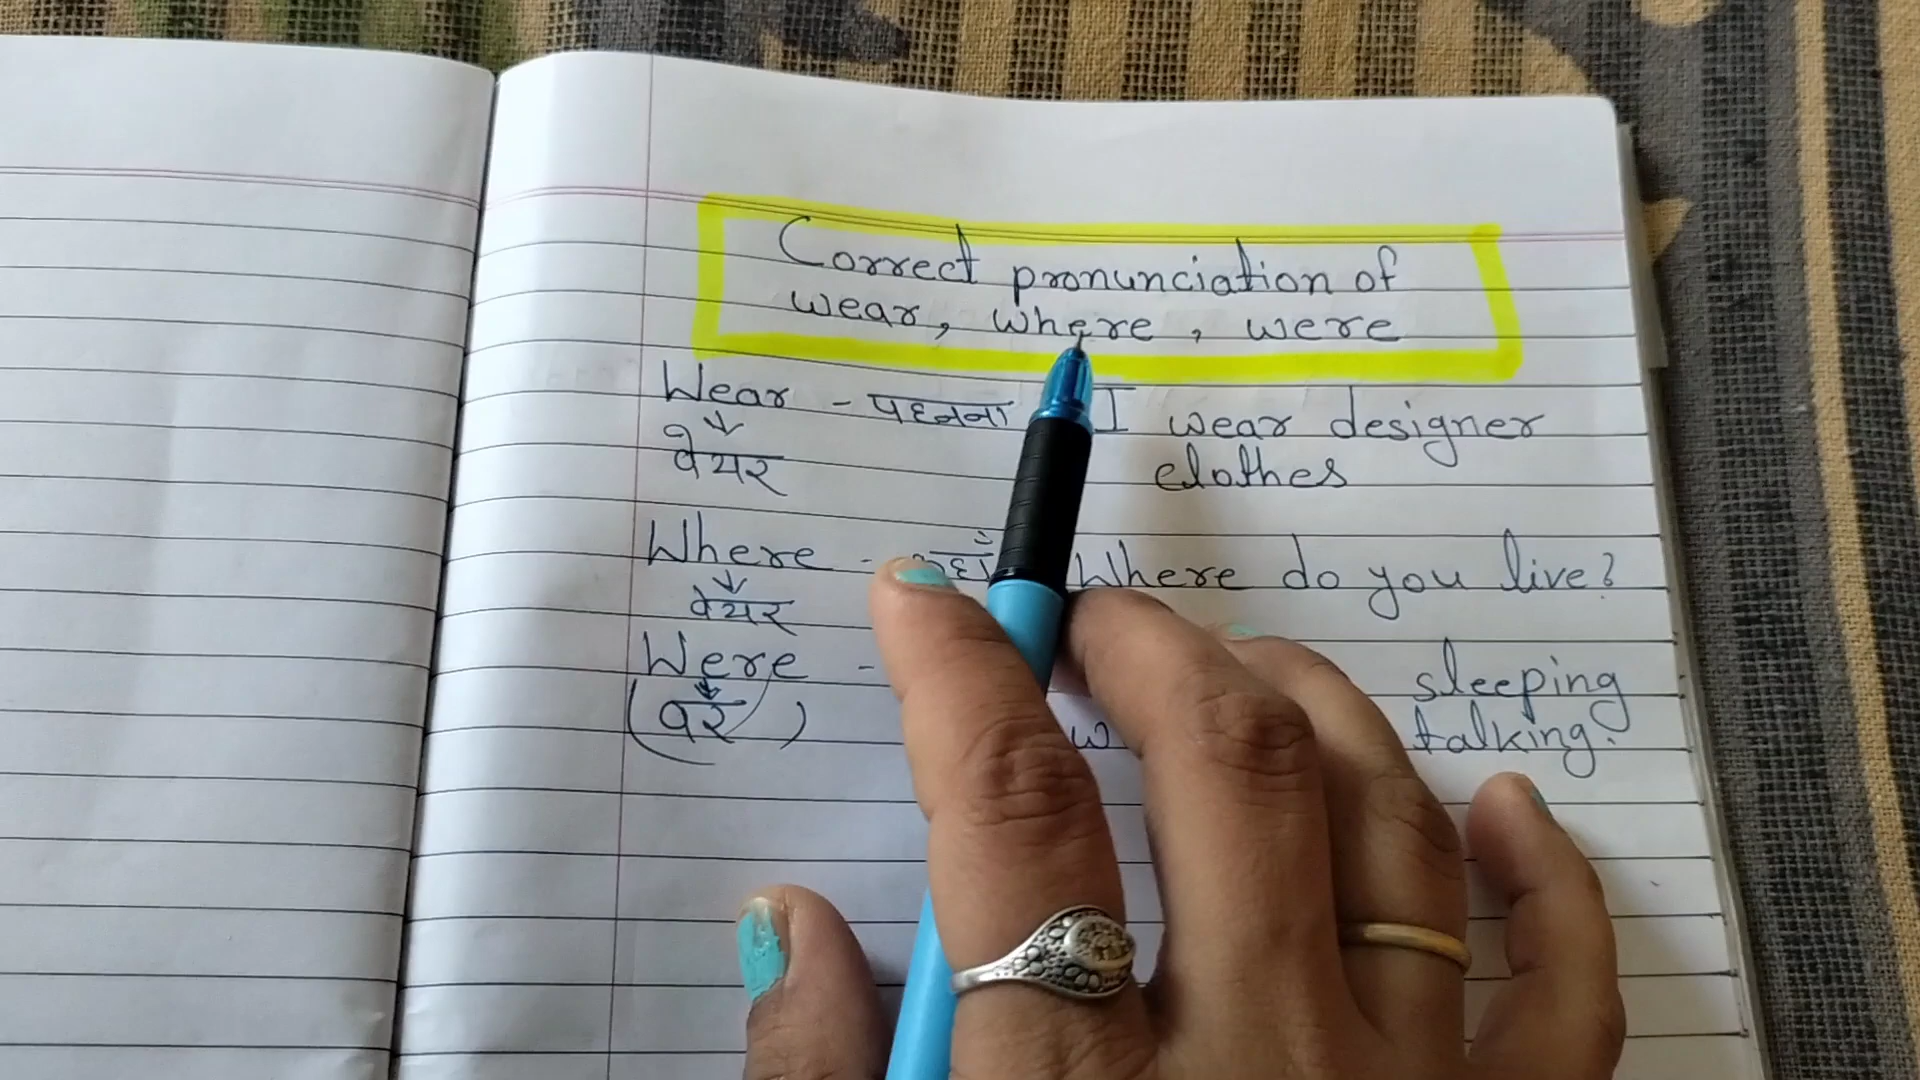 Correct pronunciation of
wear, where, were
Wear - पहनना I wear designer
वेयर clothes
Where - Where do you live?
वेयर
Were - sleeping
(वर) talking.